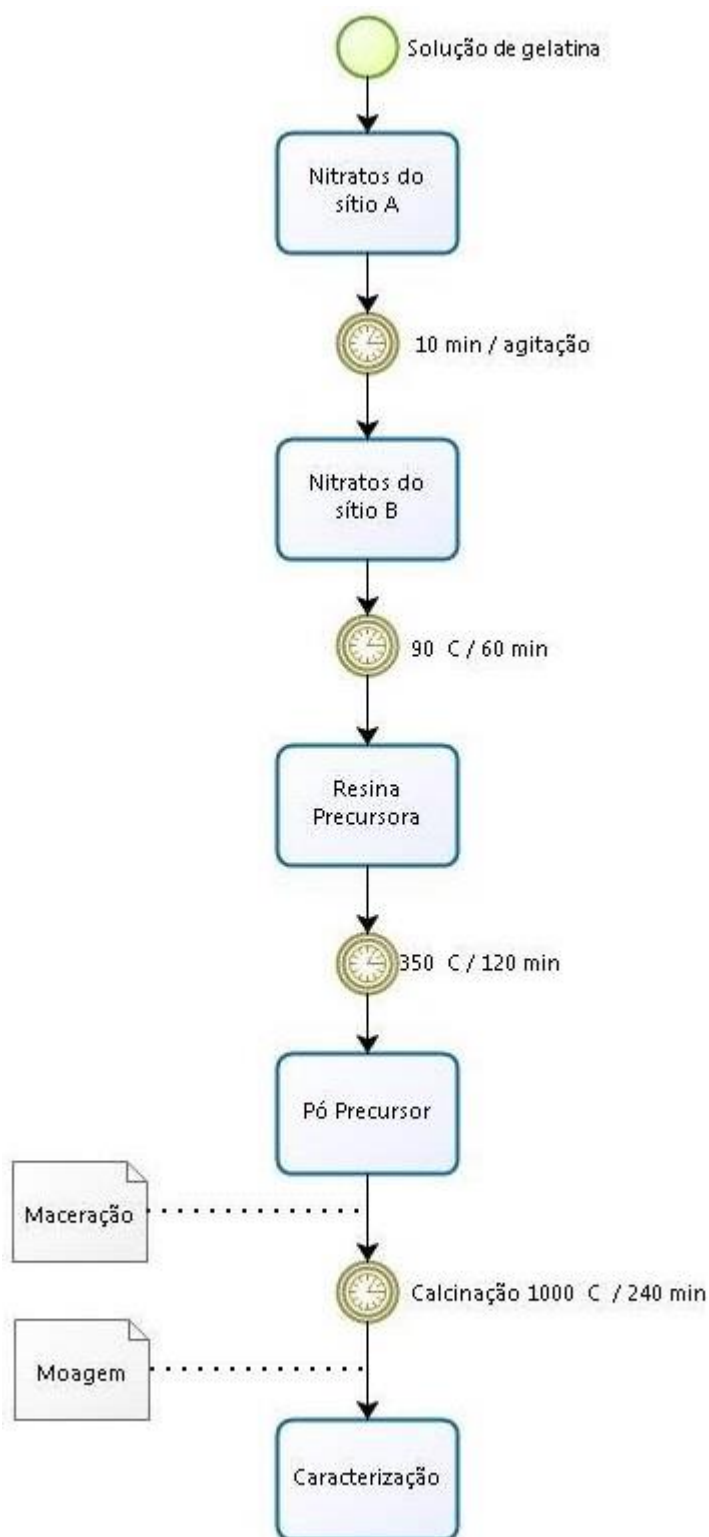 Solução de gelatina
Nitratos do
sítio A
10 min / agitação
Nitratos do
sítio B
90 C / 60 min
Resina
Precursora
350 C / 120 min
Pó Precursor
Maceração
Calcinação 1000 C / 240 min
Moagem
Caracterização